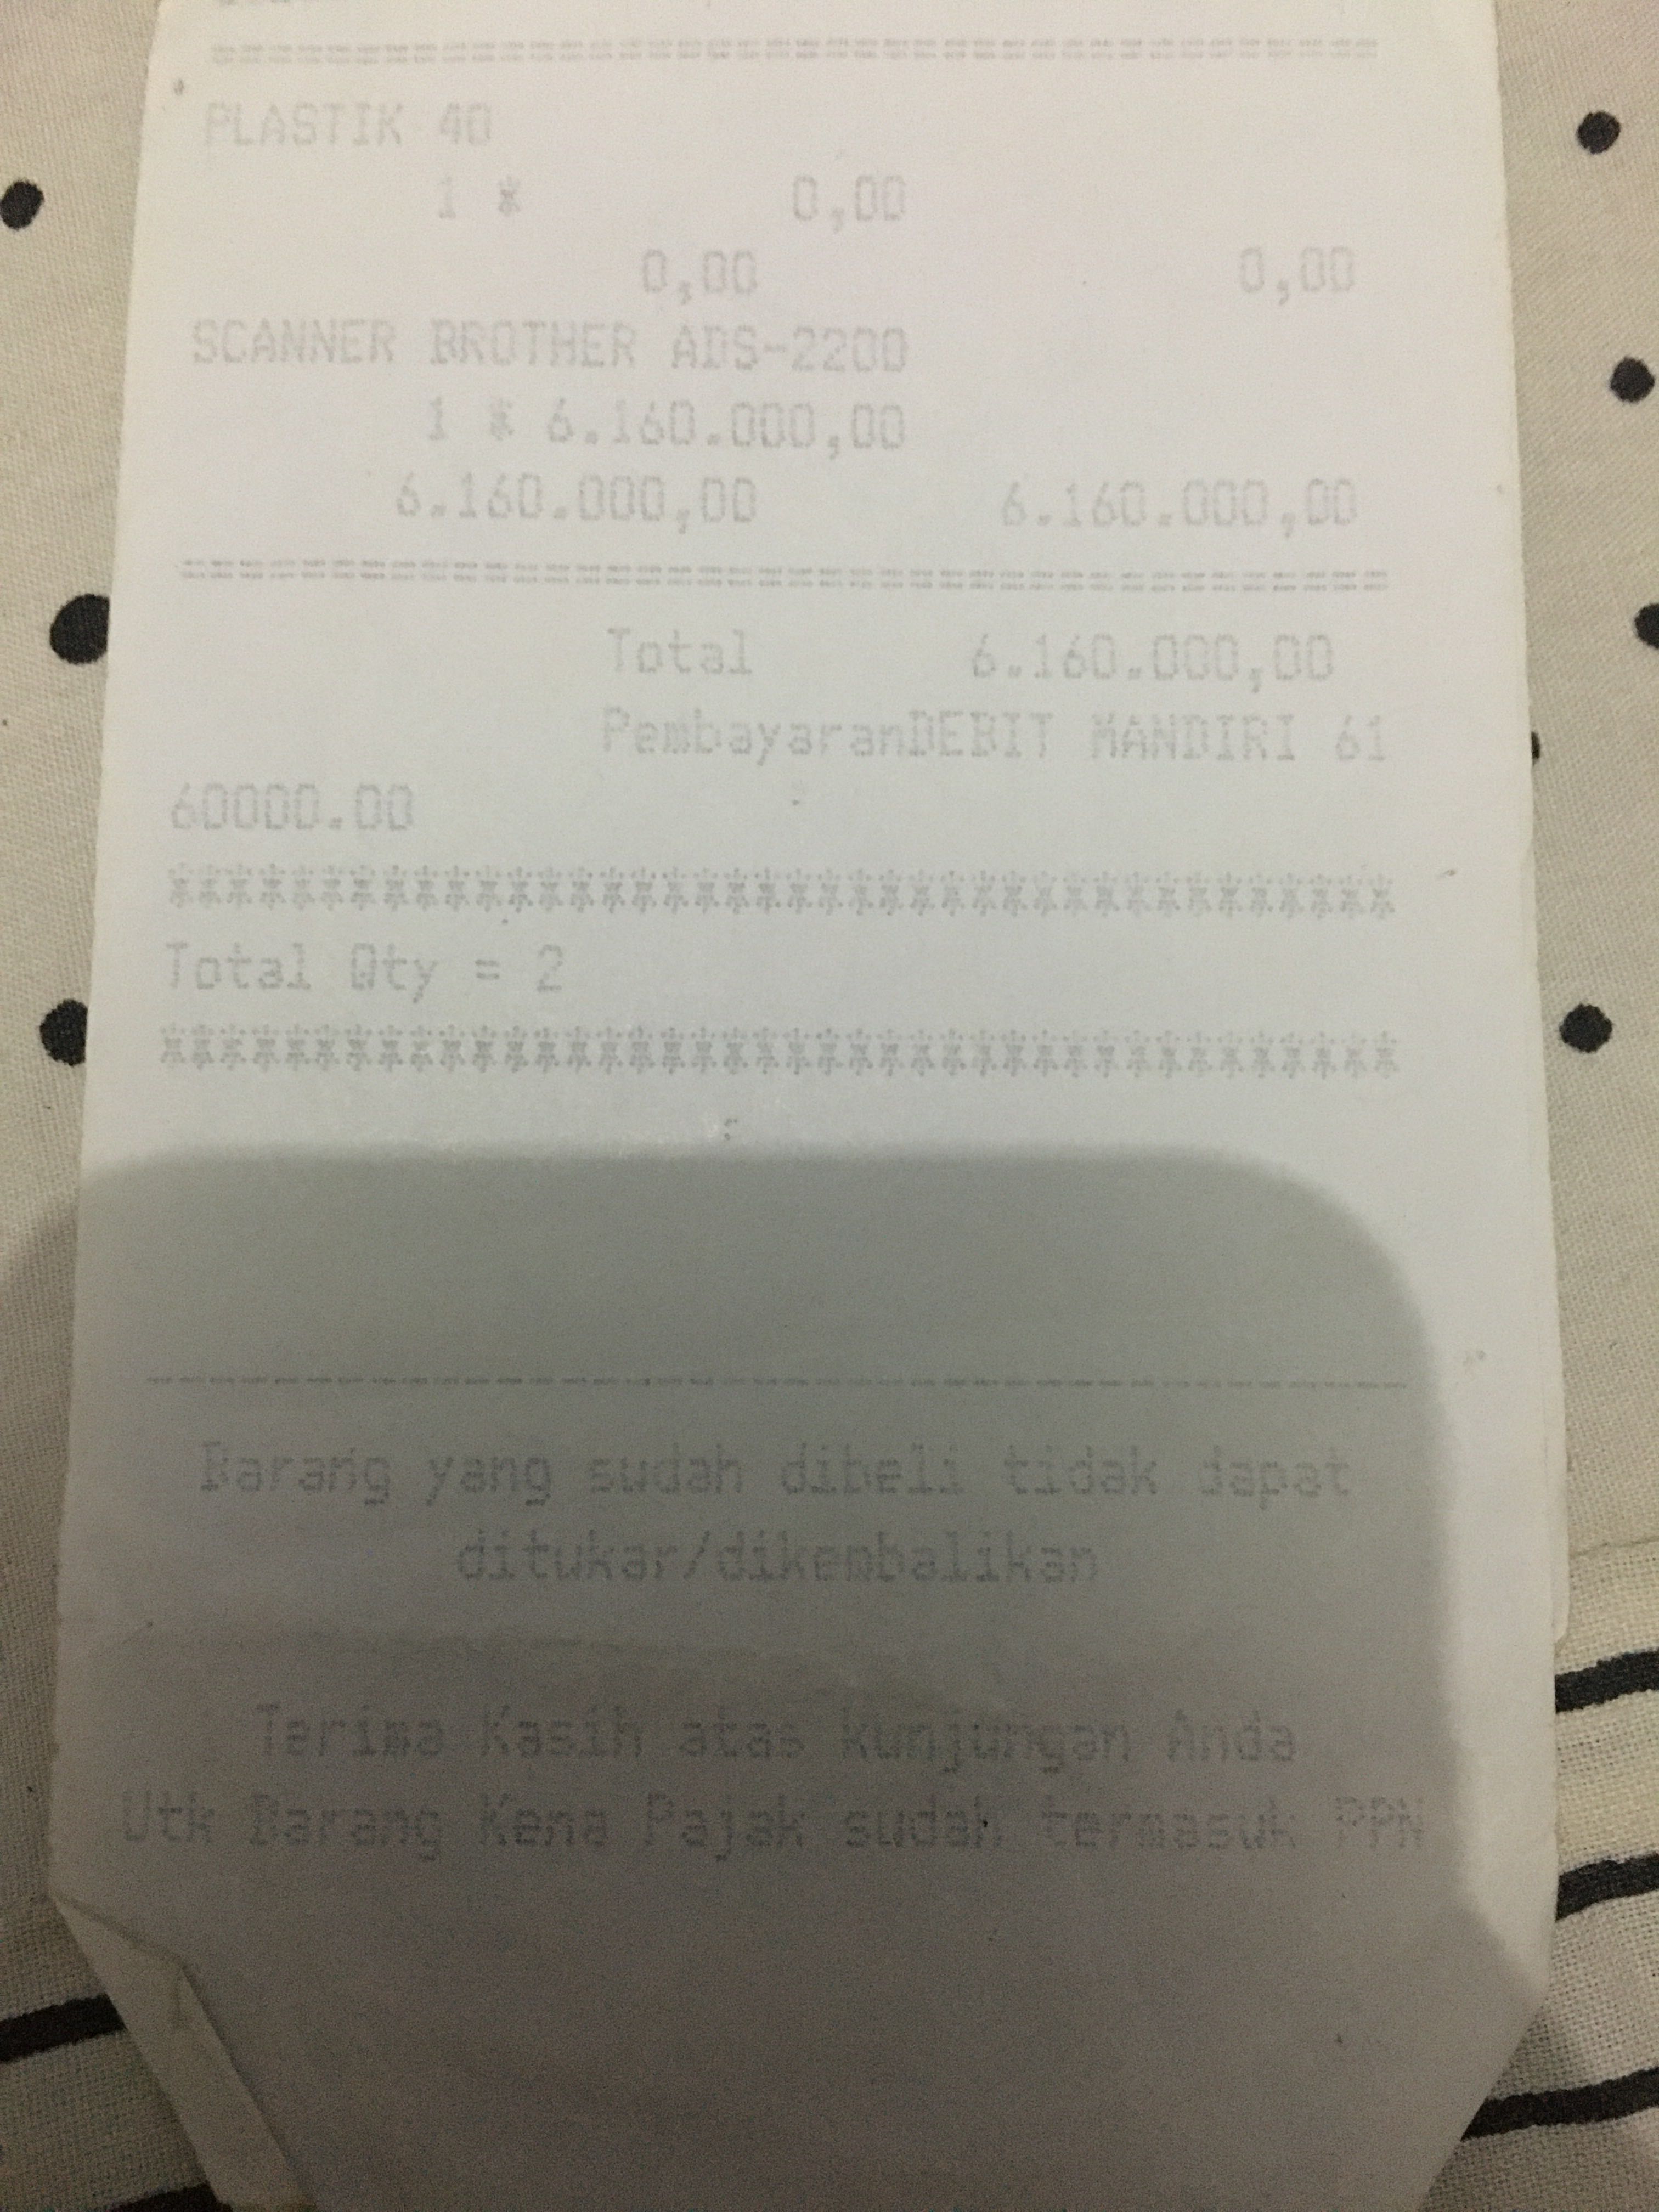 PLASTIK 40
1 * 0,00
0,00 0,00
SCANNER BROTHER ADS-2200
1 * 6.160.000,00
6.160.000,00 6.160.000,00
Total 6.160.000,00
PembayaranDEBIT MANDIRI 61
60000.00
***************************************
Total Qty = 2
***************************************
Barang yang sudah dibeli tidak dapat
ditukar/dikembalikan
Terima Kasih atas kunjungan Anda
Utk Barang Kena Pajak sudah termasuk PPN